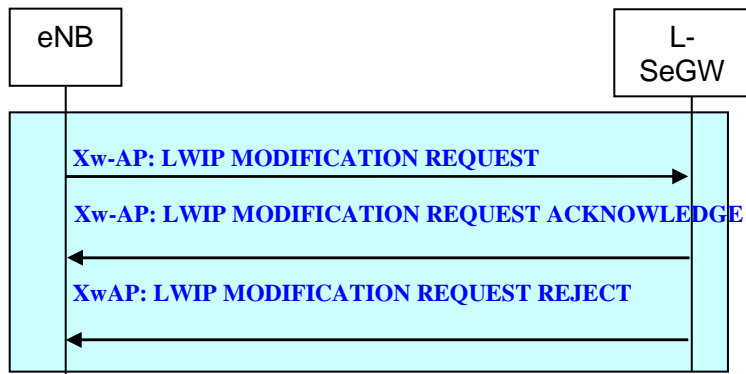 eNB
L-
SeGW
Xw-AP: LWIP MODIFICATION REQUEST
Xw-AP: LWIP MODIFICATION REQUEST ACKNOWLEDGE
XwAP: LWIP MODIFICATION REQUEST REJECT